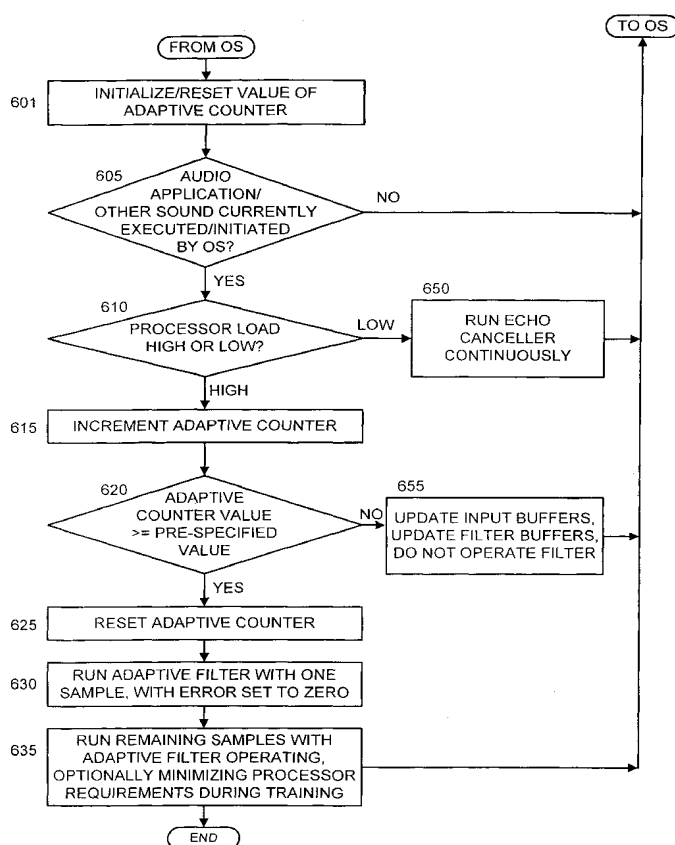 FROM OS
TO OS
601
INITIALIZE/RESET VALUE OF
ADAPTIVE COUNTER
605
AUDIO
APPLICATION/
OTHER SOUND CURRENTLY
EXECUTED/INITIATED
BY OS?
NO
YES
610
PROCESSOR LOAD
HIGH OR LOW?
LOW
650
RUN ECHO
CANCELLER
CONTINUOUSLY
HIGH
615
INCREMENT ADAPTIVE COUNTER
620
ADAPTIVE
COUNTER VALUE
>= PRE-SPECIFIED
VALUE
NO
655
UPDATE INPUT BUFFERS,
UPDATE FILTER BUFFERS,
DO NOT OPERATE FILTER
YES
625
RESET ADAPTIVE COUNTER
630
RUN ADAPTIVE FILTER WITH ONE
SAMPLE, WITH ERROR SET TO ZERO
635
RUN REMAINING SAMPLES WITH
ADAPTIVE FILTER OPERATING,
OPTIONALLY MINIMIZING PROCESSOR
REQUIREMENTS DURING TRAINING
END